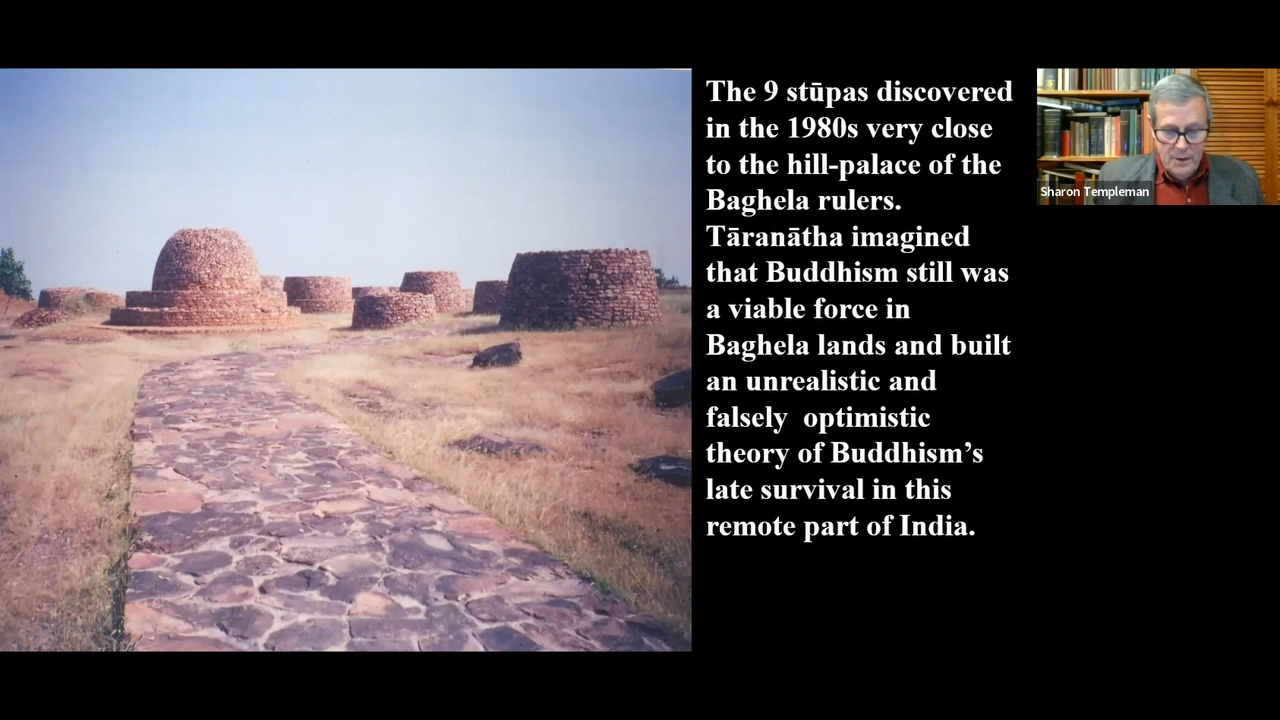 The 9 stūpas discovered
in the 1980s very close
to the hill-palace of the
Baghela rulers.
Tāranātha imagined
that Buddhism still was
a viable force in
Baghela lands and built
an unrealistic and
falsely  optimistic
theory of Buddhism’s
late survival in this
remote part of India.
Sharon Templeman